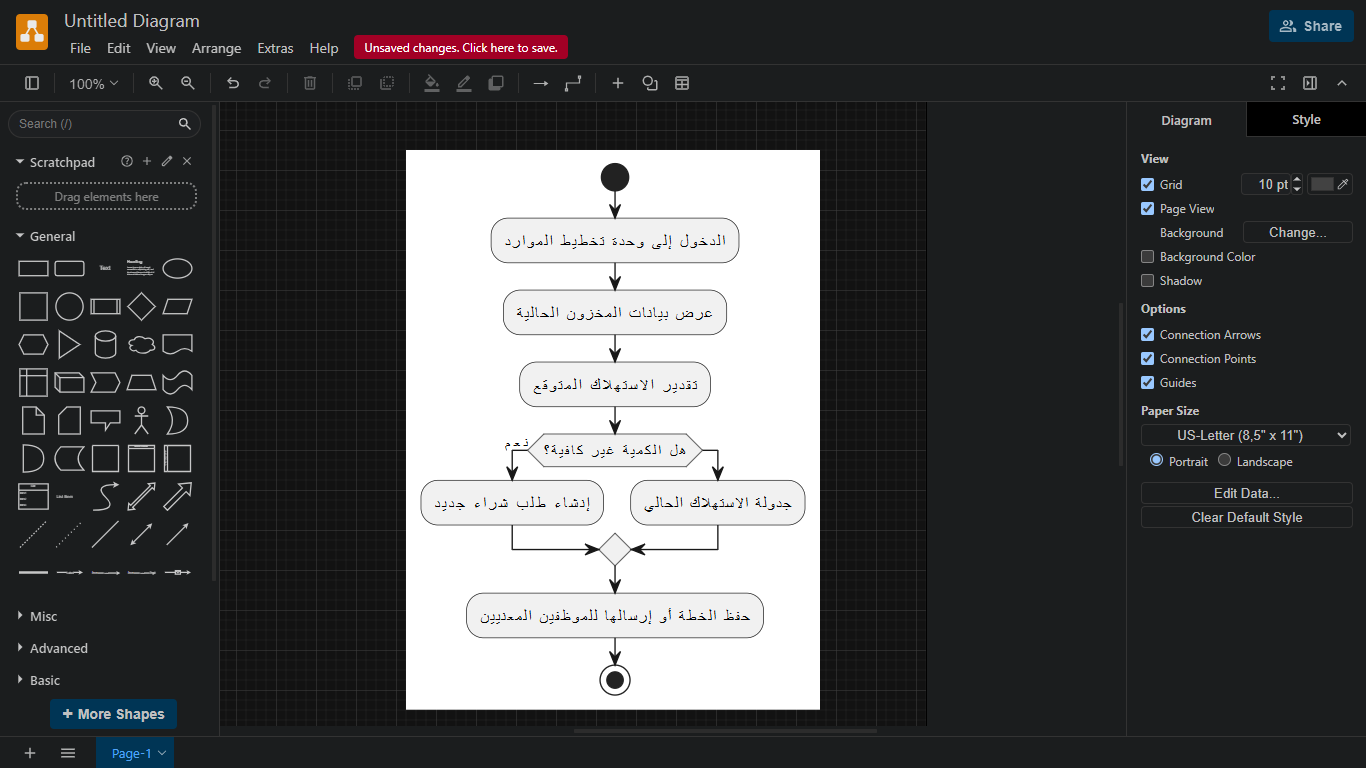 Untitled Diagram
File Edit View Arrange Extras Help Unsaved changes. Click here to save.
Share
100%
Search (/)
Scratchpad
Drag elements here
General
Text
Heading
List Item
Misc
Advanced
Basic
+ More Shapes
Page-1
الدخول إلى وحدة تخطيط الموارد
عرض بيانات المخزون الحالية
تقدير الاستهلاك المتوقع
هل الكمية غير كافية؟
نعم
إنشاء طلب شراء جديد
جدولة الاستهلاك الحالي
حفظ الخطة أو إرسالها للموظفين المعنيين
Diagram Style
View
Grid 10 pt
Page View
Background Change...
Background Color
Shadow
Options
Connection Arrows
Connection Points
Guides
Paper Size
US-Letter (8,5" x 11")
Portrait Landscape
Edit Data...
Clear Default Style